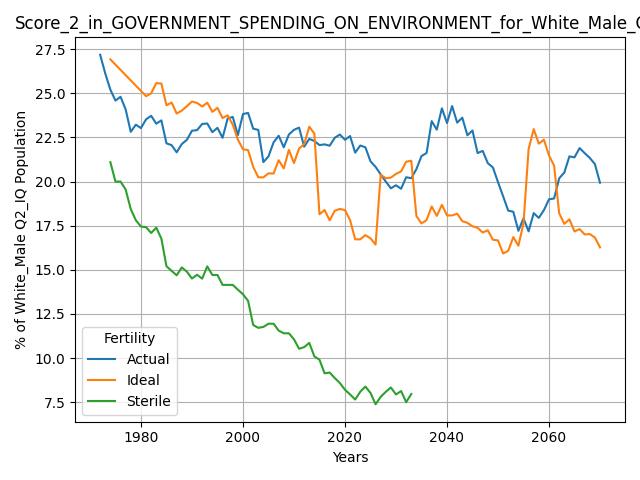 Score_2_in_GOVERNMENT_SPENDING_ON_ENVIRONMENT_for_White_Male_
27.5
25.0
22.5
20.0
17.5
15.0
12.5
10.0
7.5
% of White_Male Q2_IQ Population
Fertility
Actual
Ideal
Sterile
1980 2000 2020 2040 2060
Years